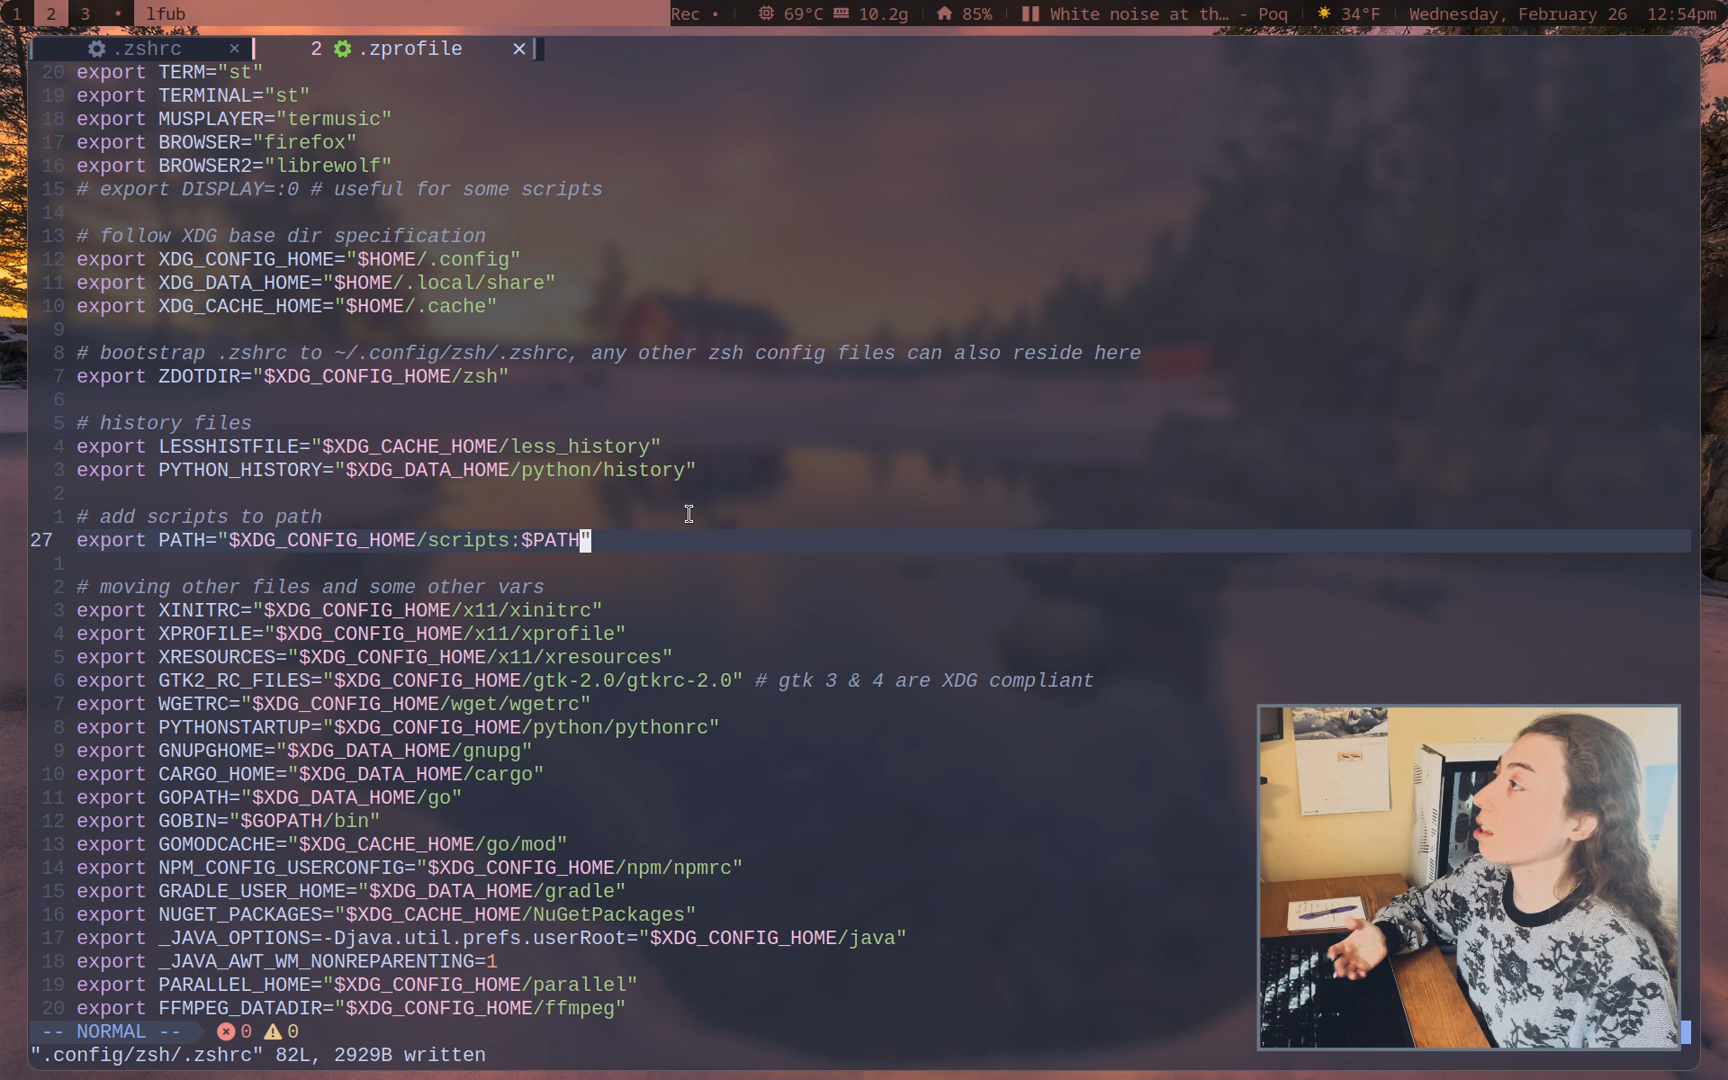 1 2 3 • lfub Rec • 69°C 10.2g 85% White noise at th… - Poq 34°F Wednesday, February 26 12:54pm
.zshrc × 2 .zprofile ×
20 export TERM="st"
19 export TERMINAL="st"
18 export MUSPLAYER="termusic"
17 export BROWSER="firefox"
16 export BROWSER2="librewolf"
15 # export DISPLAY=:0 # useful for some scripts
14
13 # follow XDG base dir specification
12 export XDG_CONFIG_HOME="$HOME/.config"
11 export XDG_DATA_HOME="$HOME/.local/share"
10 export XDG_CACHE_HOME="$HOME/.cache"
9
8 # bootstrap .zshrc to ~/.config/zsh/.zshrc, any other zsh config files can also reside here
7 export ZDOTDIR="$XDG_CONFIG_HOME/zsh"
6
5 # history files
4 export LESSHISTFILE="$XDG_CACHE_HOME/less_history"
3 export PYTHON_HISTORY="$XDG_DATA_HOME/python/history"
2
1 # add scripts to path
27 export PATH="$XDG_CONFIG_HOME/scripts:$PATH"
1
2 # moving other files and some other vars
3 export XINITRC="$XDG_CONFIG_HOME/x11/xinitrc"
4 export XPROFILE="$XDG_CONFIG_HOME/x11/xprofile"
5 export XRESOURCES="$XDG_CONFIG_HOME/x11/xresources"
6 export GTK2_RC_FILES="$XDG_CONFIG_HOME/gtk-2.0/gtkrc-2.0" # gtk 3 & 4 are XDG compliant
7 export WGETRC="$XDG_CONFIG_HOME/wget/wgetrc"
8 export PYTHONSTARTUP="$XDG_CONFIG_HOME/python/pythonrc"
9 export GNUPGHOME="$XDG_DATA_HOME/gnupg"
10 export CARGO_HOME="$XDG_DATA_HOME/cargo"
11 export GOPATH="$XDG_DATA_HOME/go"
12 export GOBIN="$GOPATH/bin"
13 export GOMODCACHE="$XDG_CACHE_HOME/go/mod"
14 export NPM_CONFIG_USERCONFIG="$XDG_CONFIG_HOME/npm/npmrc"
15 export GRADLE_USER_HOME="$XDG_DATA_HOME/gradle"
16 export NUGET_PACKAGES="$XDG_CACHE_HOME/NuGetPackages"
17 export _JAVA_OPTIONS=-Djava.util.prefs.userRoot="$XDG_CONFIG_HOME/java"
18 export _JAVA_AWT_WM_NONREPARENTING=1
19 export PARALLEL_HOME="$XDG_CONFIG_HOME/parallel"
20 export FFMPEG_DATADIR="$XDG_CONFIG_HOME/ffmpeg"
-- NORMAL -- 0 0
".config/zsh/.zshrc" 82L, 2929B written